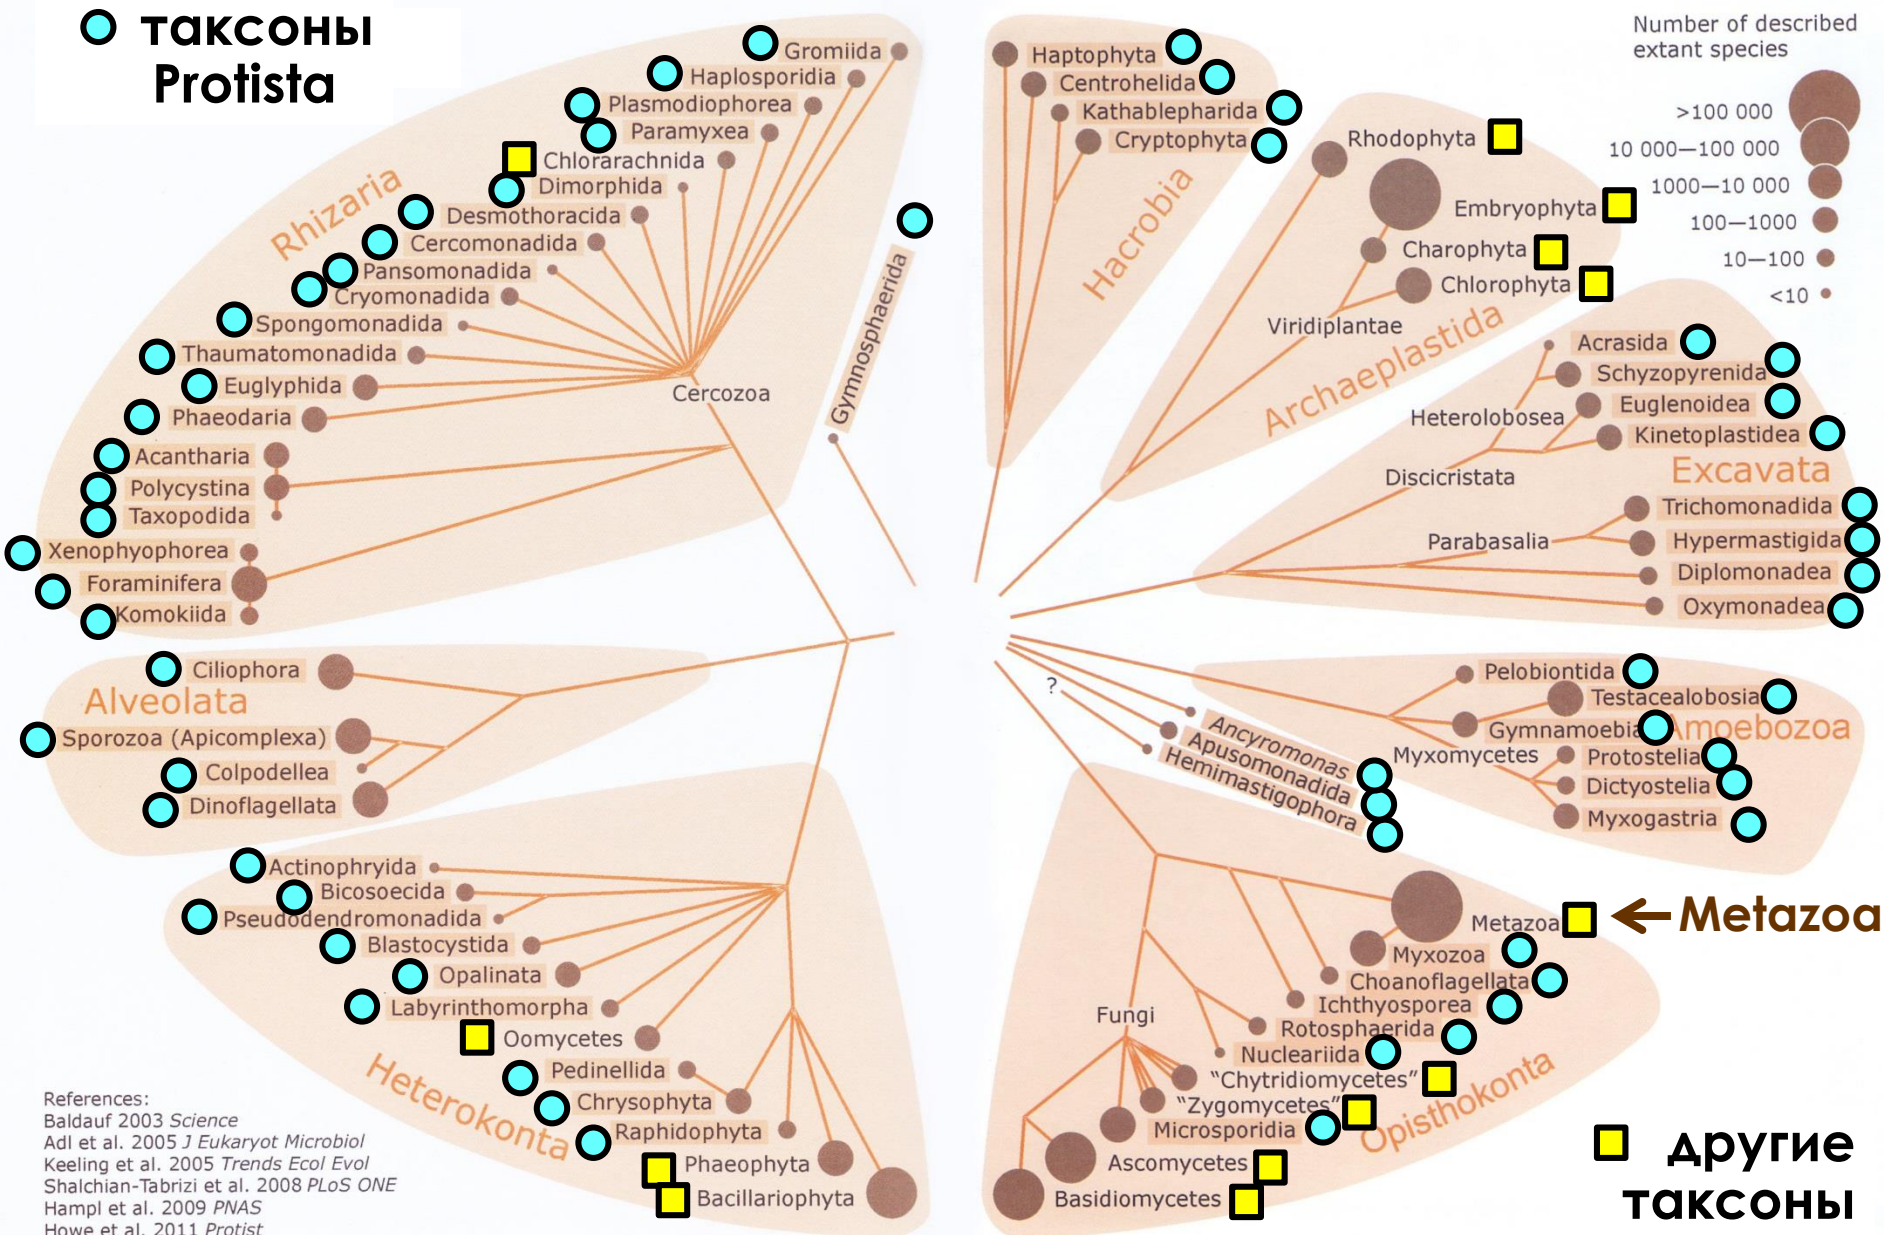 таксоны
Protista
Gromiida
Haplosporidia
Plasmodiophorea
Paramyxea
Chlorarachnida
Dimorphida
Desmothoracida
Cercomonadida
Pansomonadida
Cryomonadida
Spongomonadida
Thaumatomonadida
Euglyphida
Phaeodaria
Acantharia
Polycystina
Taxopodida
Xenophyophorea
Foraminifera
Komokiida
Rhizaria
Cercozoa
Gymnosphaerida
Haptophyta
Centrohelida
Kathablepharida
Cryptophyta
Hacrobia
Rhodophyta
Embryophyta
Charophyta
Chlorophyta
Viridiplantae
Archaeplastida
Number of described
extant species
>100 000
10 000—100 000
1000—10 000
100—1000
10—100
<10
Acrasida
Schyzopyrenida
Euglenoidea
Heterolobosea
Kinetoplastidea
Excavata
Discicristata
Trichomonadida
Parabasalia
Hypermastigida
Diplomonadea
Oxymonadea
Ciliophora
Alveolata
Sporozoa (Apicomplexa)
Colpodellea
Dinoflagellata
?
Ancyromonas
Apusomonadida
Hemimastigophora
Pelobiontida
Testacealobosia
Gymnamoebia
Amoebozoa
Myxomycetes
Protostelia
Dictyostelia
Myxogastria
Actinophryida
Bicosoecida
Pseudodendromonadida
Blastocystida
Opalinata
Labyrinthomorpha
Oomycetes
Pedinellida
Chrysophyta
Raphidophyta
Phaeophyta
Bacillariophyta
Heterokonta
Metazoa
Metazoa
Myxozoa
Choanoflagellata
Ichthyosporea
Rotosphaerida
Nucleariida
Fungi
“Chytridiomycetes”
“Zygomycetes”
Microsporidia
Ascomycetes
Basidiomycetes
Opisthokonta
References:
Baldauf 2003 Science
Adl et al. 2005 J Eukaryot Microbiol
Keeling et al. 2005 Trends Ecol Evol
Shalchian-Tabrizi et al. 2008 PLoS ONE
Hampl et al. 2009 PNAS
Howe et al. 2011 Protist
другие
таксоны